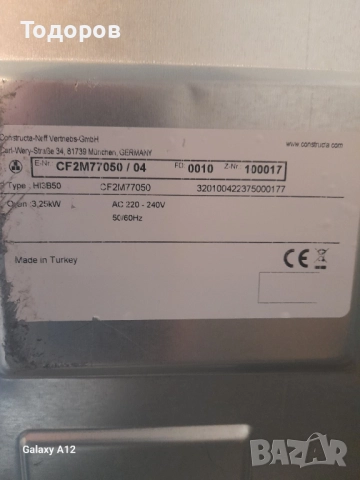 Тодоров
Constructa-Neff Vertriebs-GmbH
Carl-Wery-Straße 34, 81739 München, GERMANY
www.constructa.com
E-Nr. CF2M77050 / 04 FD 0010 Z-Nr. 100017
Type : HI3B50 CF2M77050 320100422375000177
3,25kW AC 220 - 240V
50/60Hz
Made in Turkey
CE
Galaxy A12
BAZAR